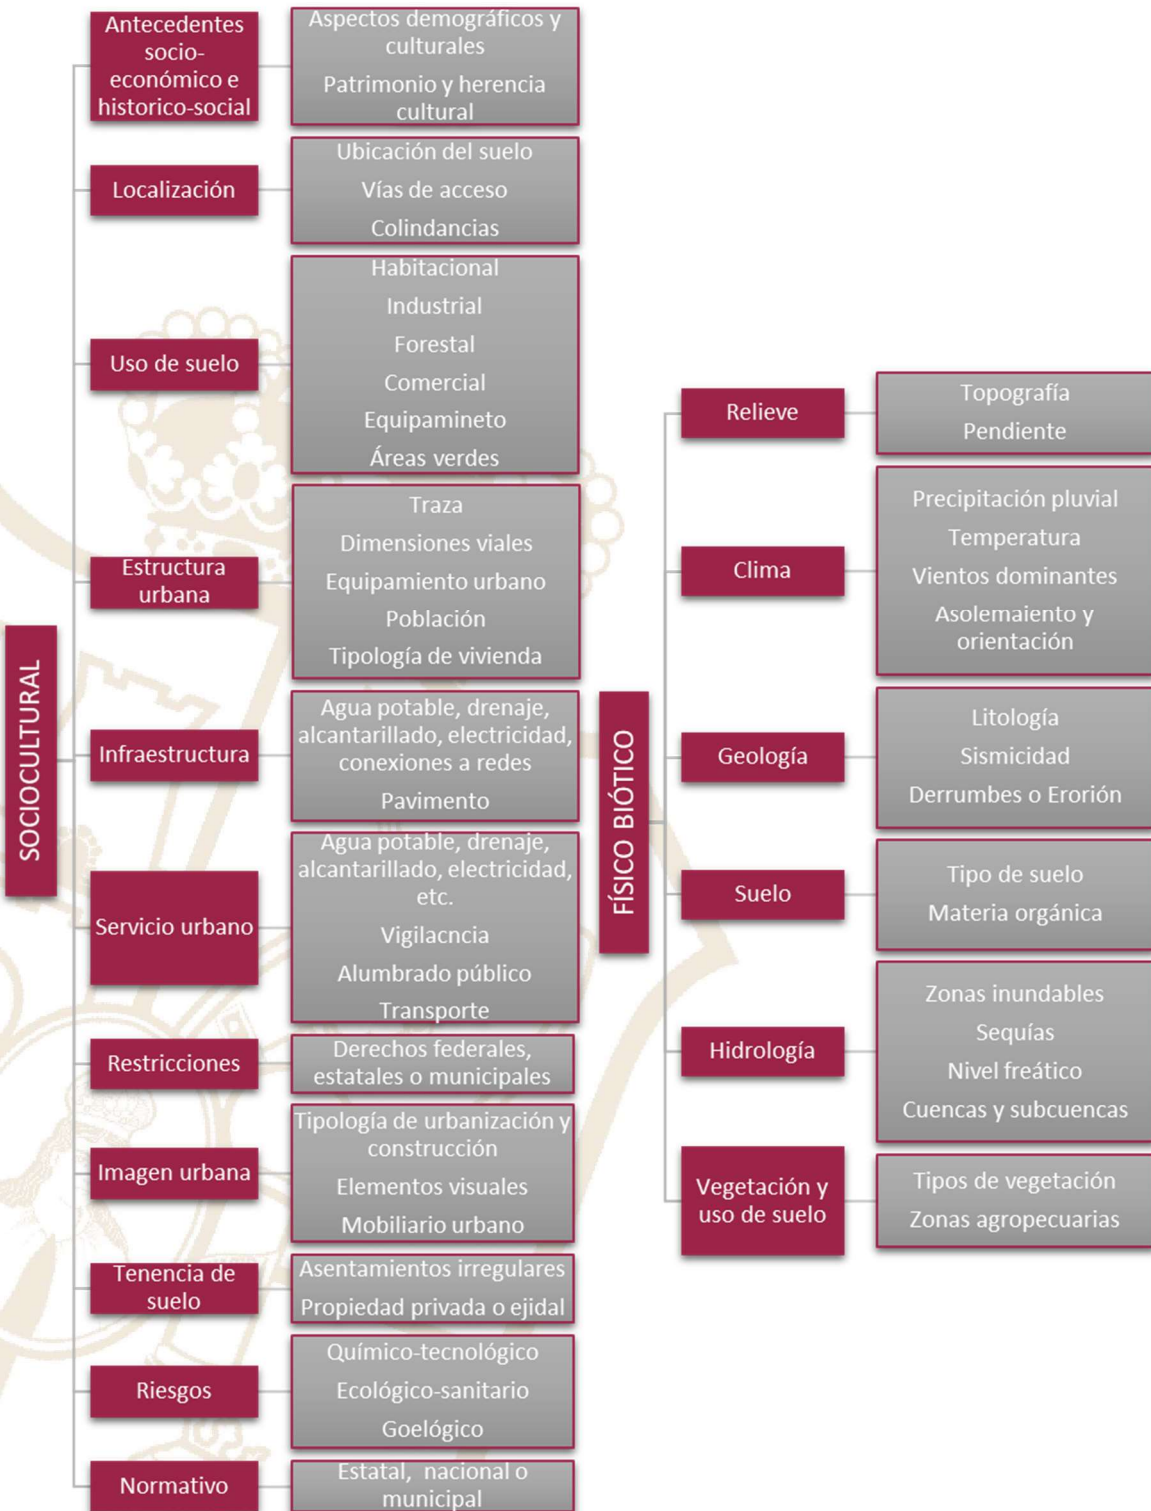 SOCIOCULTURAL
Antecedentes
socio-
económico e
historico-social
Aspectos demográficos y
culturales
Patrimonio y herencia
cultural
Localización
Ubicación del suelo
Vías de acceso
Colindancias
Uso de suelo
Habitacional
Industrial
Forestal
Comercial
Equipamineto
Áreas verdes
Estructura
urbana
Traza
Dimensiones viales
Equipamiento urbano
Población
Tipología de vivienda
Infraestructura
Agua potable, drenaje,
alcantarillado, electricidad,
conexiones a redes
Pavimento
Servicio urbano
Agua potable, drenaje,
alcantarillado, electricidad,
etc.
Vigilacncia
Alumbrado público
Transporte
Restricciones
Derechos federales,
estatales o municipales
Imagen urbana
Tipología de urbanización y
construcción
Elementos visuales
Mobiliario urbano
Tenencia de
suelo
Asentamientos irregulares
Propiedad privada o ejidal
Riesgos
Químico-tecnológico
Ecológico-sanitario
Goelógico
Normativo
Estatal, nacional o
municipal
FÍSICO BIÓTICO
Relieve
Topografía
Pendiente
Clima
Precipitación pluvial
Temperatura
Vientos dominantes
Asolemaiento y
orientación
Geología
Litología
Sismicidad
Derrumbes o Erorión
Suelo
Tipo de suelo
Materia orgánica
Hidrología
Zonas inundables
Sequías
Nivel freático
Cuencas y subcuencas
Vegetación y
uso de suelo
Tipos de vegetación
Zonas agropecuarias